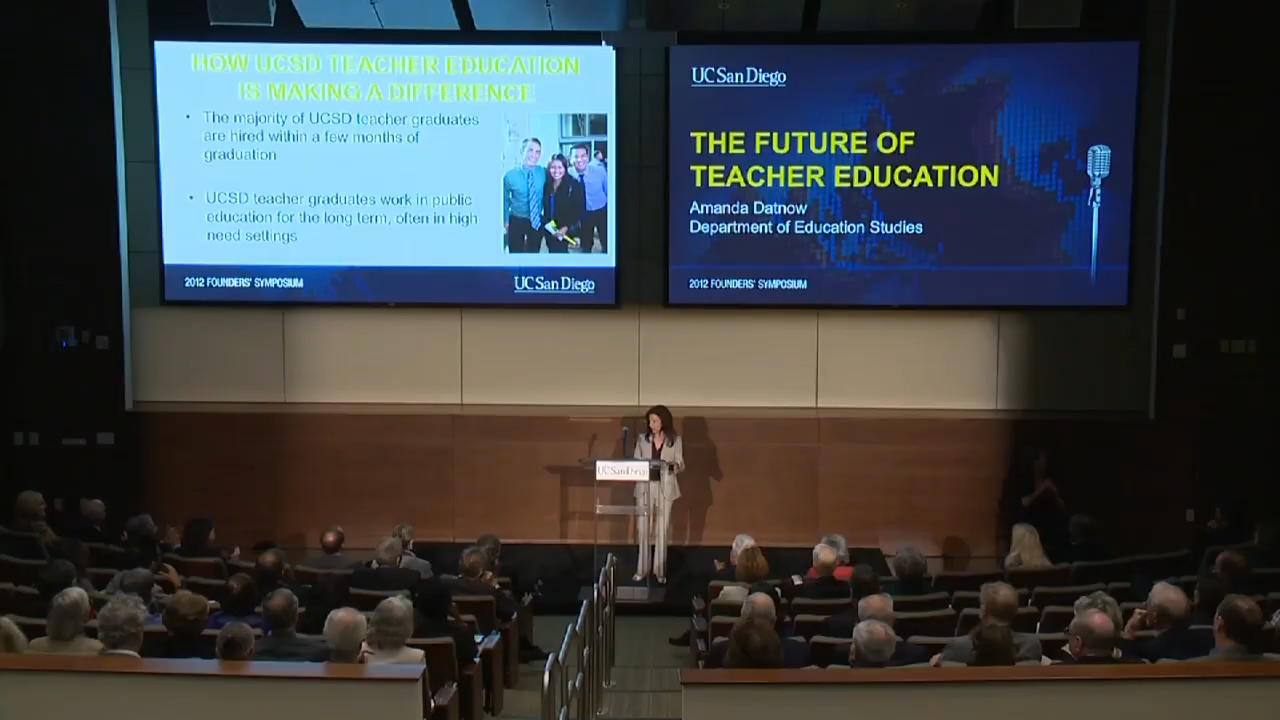 HOW UCSD TEACHER EDUCATION
IS MAKING A DIFFERENCE
• The majority of UCSD teacher graduates
are hired within a few months of
graduation
• UCSD teacher graduates work in public
education for the long term, often in high
need settings
2012 FOUNDERS' SYMPOSIUM
UC San Diego
UC San Diego
THE FUTURE OF
TEACHER EDUCATION
Amanda Datnow
Department of Education Studies
2012 FOUNDERS' SYMPOSIUM
UC San Diego